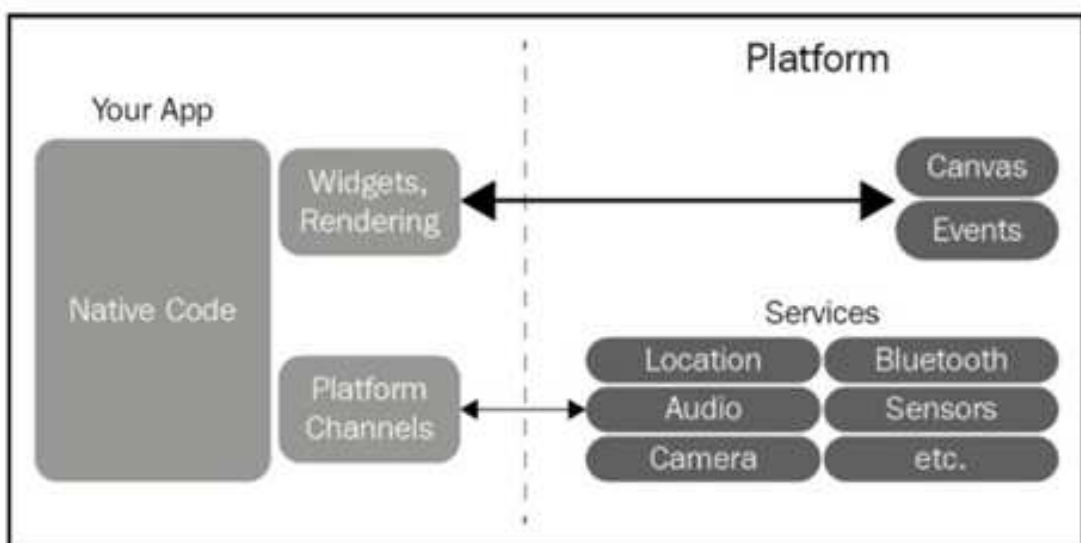 Platform
Your App
Widgets,
Rendering
Canvas
Events
Native Code
Services
Platform
Channels
Location
Bluetooth
Audio
Sensors
Camera
etc.